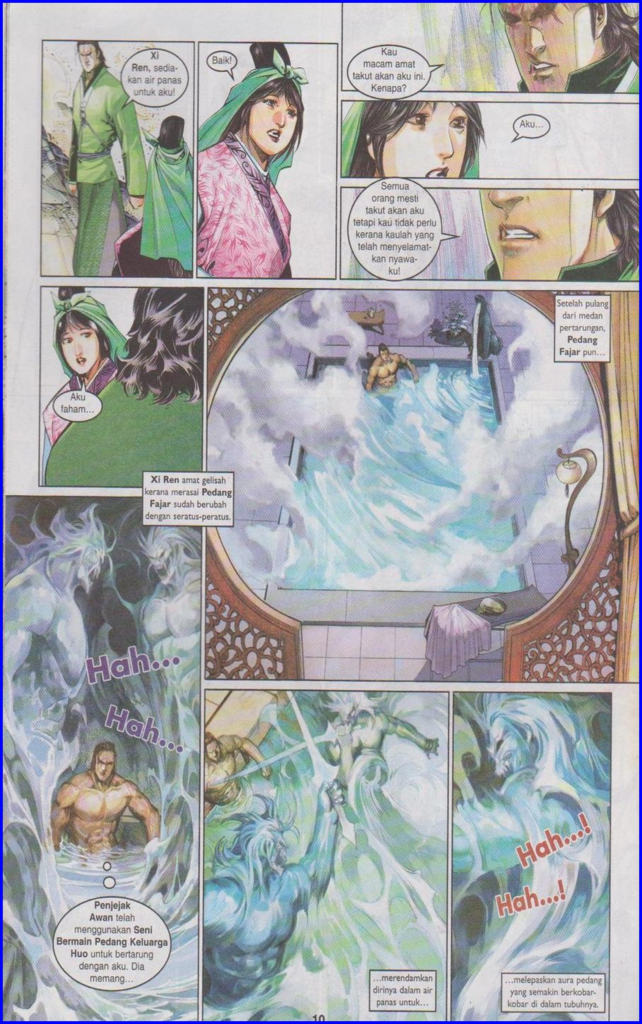 Xi
Ren, sedia-
kan air panas
untuk aku!
Baik!
Kau
macam amat
takut akan aku ini.
Kenapa?
Aku...
Semua
orang mesti
takut akan aku
tetapi kau tidak perlu
kerana kaulah yang
telah menyelamat-
kan nyawa-
ku!
Aku
faham...
Xi Ren amat gelisah
kerana merasai Pedang
Fajar sudah berubah
dengan seratus-peratus.
Setelah pulang
dari medan
pertarungan,
Pedang
Fajar pun...
Hah...
Hah...
Penjejak
Awan telah
menggunakan Seni
Bermain Pedang Keluarga
Huo untuk bertarung
dengan aku. Dia
memang...
...merendamkan
dirinya dalam air
panas untuk...
Hah...!
Hah...!
...melepaskan aura pedang
yang semakin berkobar-
kobar di dalam tubuhnya.
10